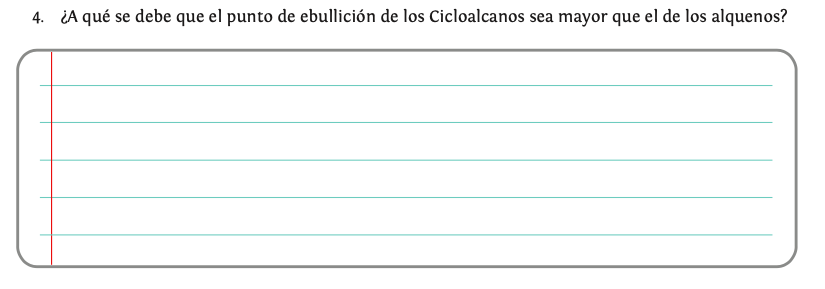 4. ¿A qué se debe que el punto de ebullición de los Cicloalcanos sea mayor que el de los alquenos?